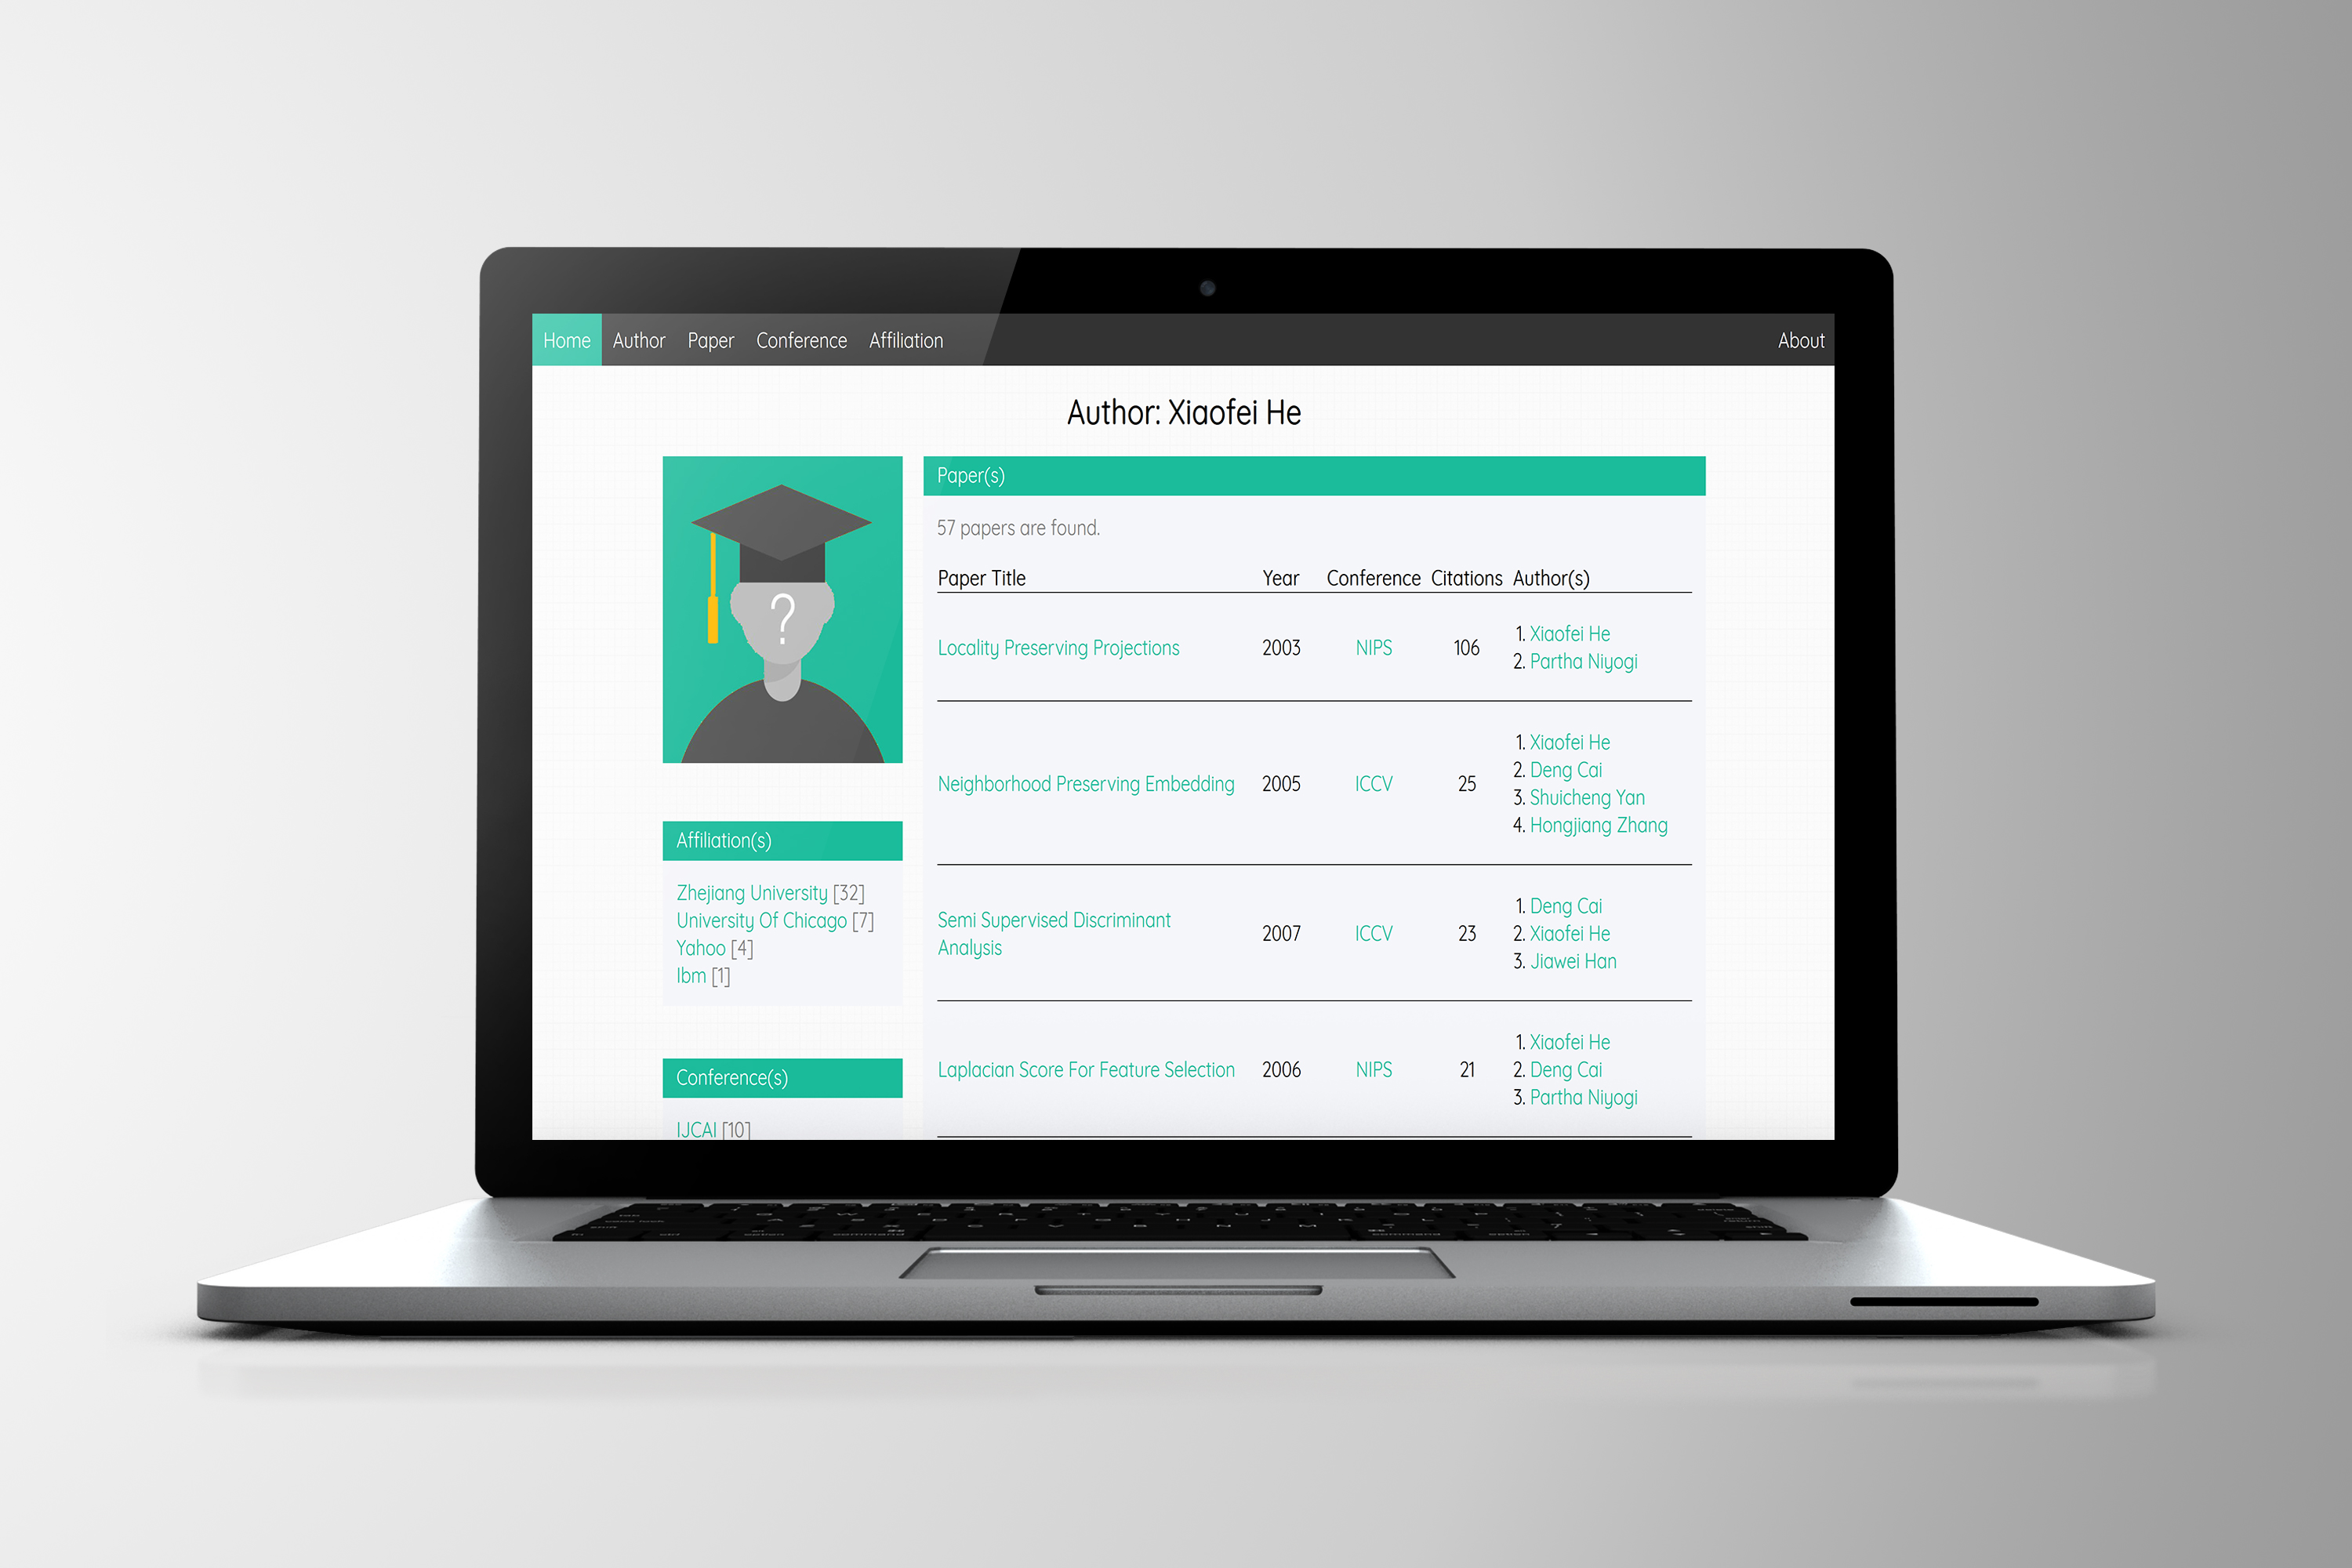 Home Author Paper Conference Affiliation About
Author: Xiaofei He
?
Affiliation(s)
Zhejiang University [32]
University Of Chicago [7]
Yahoo [4]
Ibm [1]
Conference(s)
IJCAI [10]
Paper(s)
57 papers are found.
Paper Title Year Conference Citations Author(s)
Locality Preserving Projections 2003 NIPS 106
1. Xiaofei He
2. Partha Niyogi
Neighborhood Preserving Embedding 2005 ICCV 25
1. Xiaofei He
2. Deng Cai
3. Shuicheng Yan
4. Hongjiang Zhang
Semi Supervised Discriminant
Analysis
2007 ICCV 23
1. Deng Cai
2. Xiaofei He
3. Jiawei Han
Laplacian Score For Feature Selection 2006 NIPS 21
1. Xiaofei He
2. Deng Cai
3. Partha Niyogi
command command